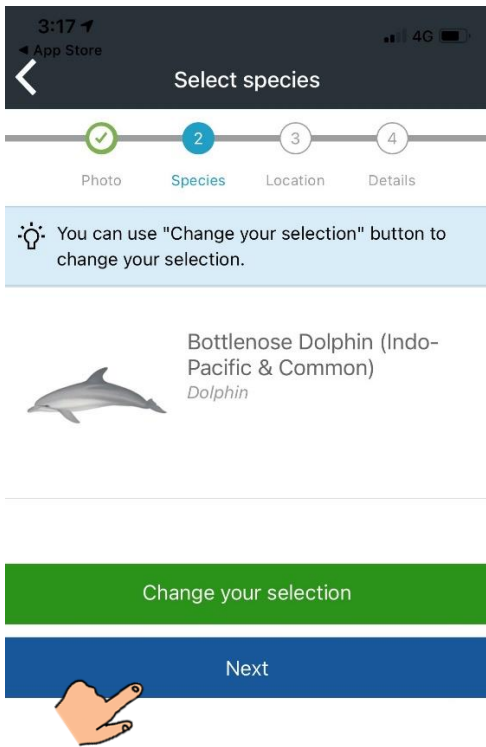 3:17
4G
◀ App Store
Select species
2
3
4
Photo
Species
Location
Details
You can use "Change your selection" button to
change your selection.
Bottlenose Dolphin (Indo-
Pacific & Common)
Dolphin
Change your selection
Next